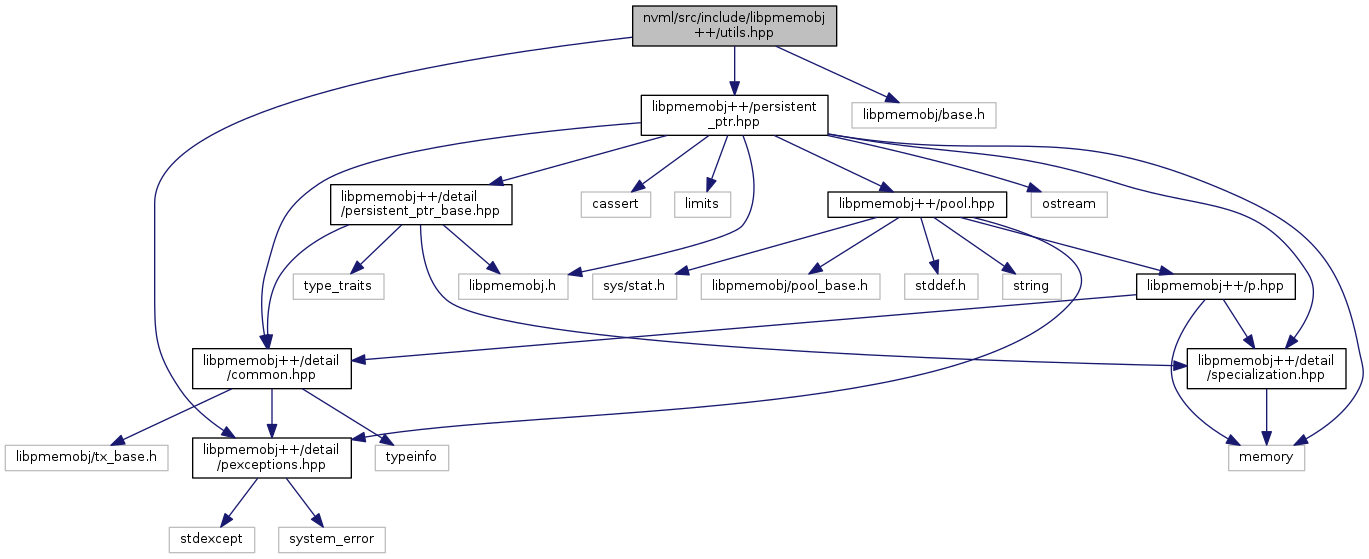 nvml/src/include/libpmemobj
++/utils.hpp
libpmemobj++/persistent
_ptr.hpp
libpmemobj/base.h
libpmemobj++/detail
/persistent_ptr_base.hpp
cassert
limits
libpmemobj++/pool.hpp
ostream
type_traits
libpmemobj.h
sys/stat.h
libpmemobj/pool_base.h
stddef.h
string
libpmemobj++/p.hpp
libpmemobj++/detail
/common.hpp
libpmemobj++/detail
/specialization.hpp
libpmemobj/tx_base.h
libpmemobj++/detail
/pexceptions.hpp
typeinfo
memory
stdexcept
system_error